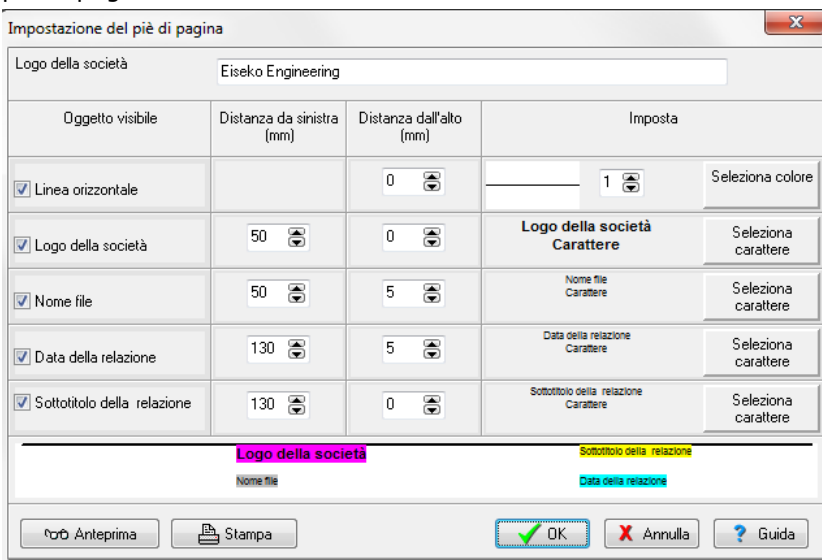 Impostazione del piè di pagina
Logo della società
Eiseko Engineering
Oggetto visibile
Distanza da sinistra
(mm)
Distanza dall'alto
(mm)
Imposta
Linea orizzontale
0
1
Seleziona colore
Logo della società
50
0
Logo della società
Carattere
Seleziona
carattere
Nome file
50
5
Nome file
Carattere
Seleziona
carattere
Data della relazione
130
5
Data della relazione
Carattere
Seleziona
carattere
Sottotitolo della relazione
130
0
Sottotitolo della relazione
Carattere
Seleziona
carattere
Logo della società
Sottotitolo della relazione
Nome file
Data della relazione
Anteprima
Stampa
OK
Annulla
Guida